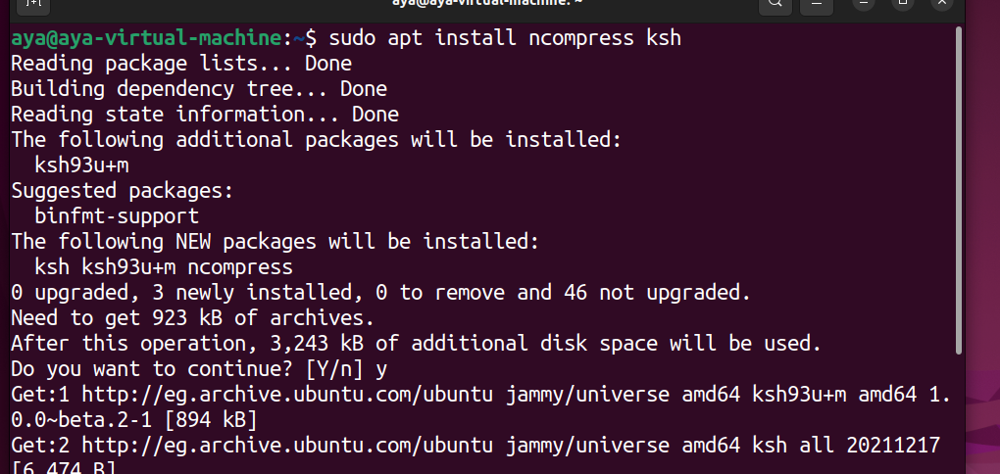 aya@aya-virtual-machine: ~
aya@aya-virtual-machine:~$ sudo apt install ncompress ksh
Reading package lists... Done
Building dependency tree... Done
Reading state information... Done
The following additional packages will be installed:
  ksh93u+m
Suggested packages:
  binfmt-support
The following NEW packages will be installed:
  ksh ksh93u+m ncompress
0 upgraded, 3 newly installed, 0 to remove and 46 not upgraded.
Need to get 923 kB of archives.
After this operation, 3,243 kB of additional disk space will be used.
Do you want to continue? [Y/n] y
Get:1 http://eg.archive.ubuntu.com/ubuntu jammy/universe amd64 ksh93u+m amd64 1.
0.0~beta.2-1 [894 kB]
Get:2 http://eg.archive.ubuntu.com/ubuntu jammy/universe amd64 ksh all 20211217
[6,474 B]